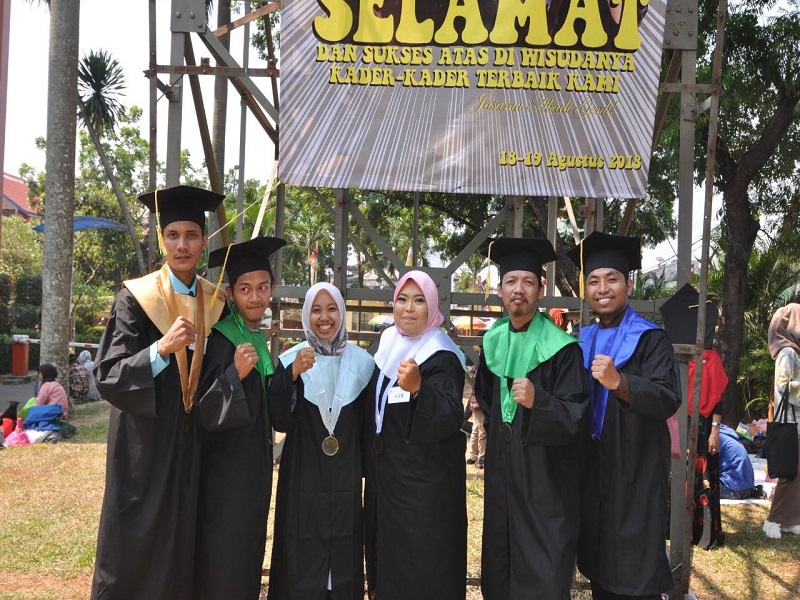 SELAMAT
DAN SUKSES ATAS DI WISUDANYA
KADER-KADER TERBAIK KAMI
18-19 Agustus 2018